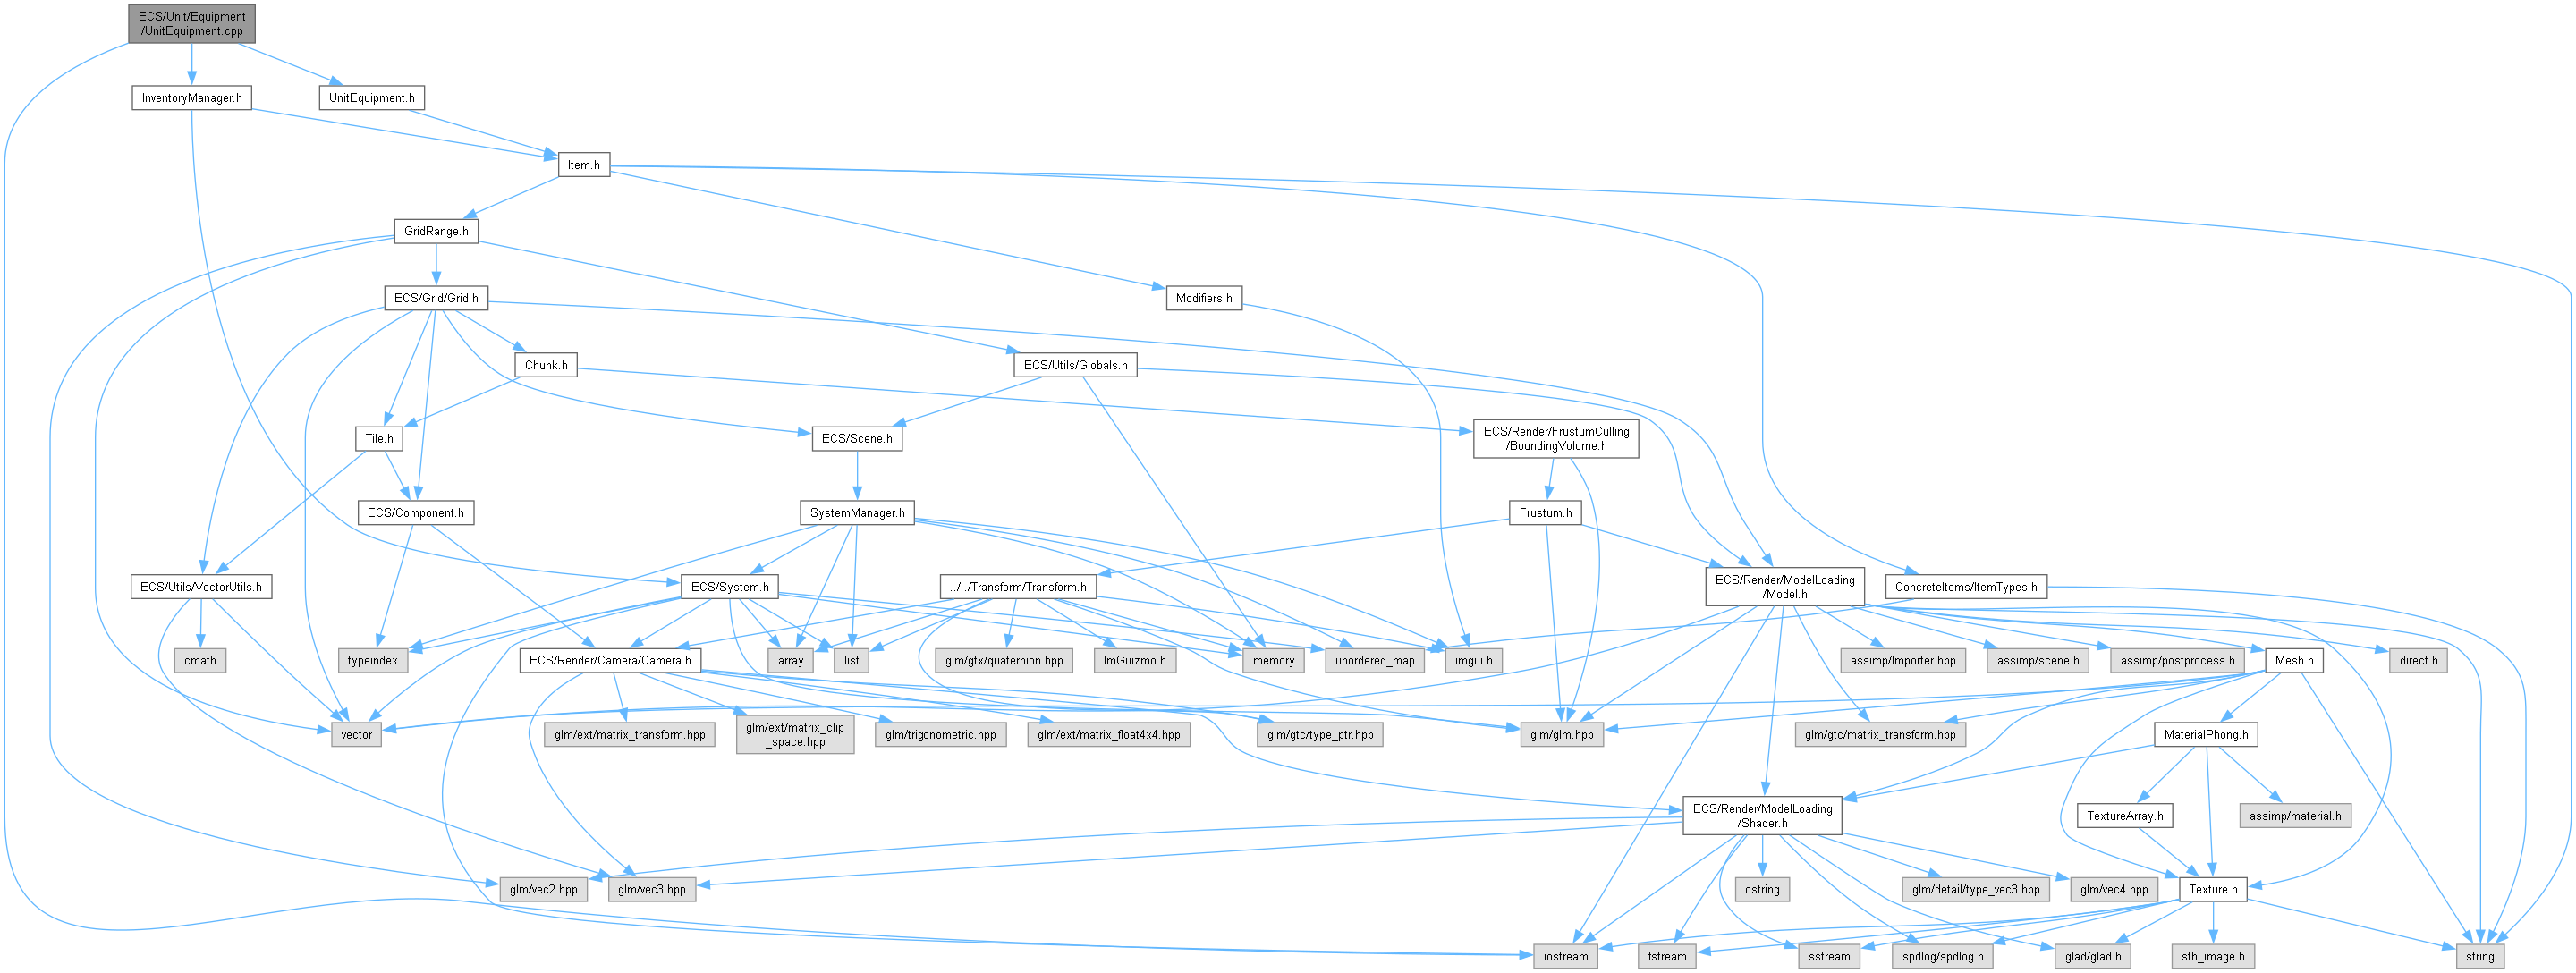 ECS/Unit/Equipment
/UnitEquipment.cpp
InventoryManager.h
UnitEquipment.h
Item.h
GridRange.h
ECS/Grid/Grid.h
Modifiers.h
Chunk.h
ECS/Utils/Globals.h
Tile.h
ECS/Scene.h
ECS/Render/FrustumCulling
/BoundingVolume.h
ECS/Component.h
SystemManager.h
Frustum.h
ECS/Utils/VectorUtils.h
ECS/System.h
../../Transform/Transform.h
ECS/Render/ModelLoading
/Model.h
ConcreteItems/ItemTypes.h
cmath
typeindex
ECS/Render/Camera/Camera.h
array
list
glm/gtx/quaternion.hpp
ImGuizmo.h
memory
unordered_map
imgui.h
assimp/Importer.hpp
assimp/scene.h
assimp/postprocess.h
Mesh.h
direct.h
vector
glm/ext/matrix_transform.hpp
glm/ext/matrix_clip
_space.hpp
glm/trigonometric.hpp
glm/ext/matrix_float4x4.hpp
glm/gtc/type_ptr.hpp
glm/glm.hpp
glm/gtc/matrix_transform.hpp
MaterialPhong.h
ECS/Render/ModelLoading
/Shader.h
TextureArray.h
assimp/material.h
glm/vec2.hpp
glm/vec3.hpp
cstring
glm/detail/type_vec3.hpp
glm/vec4.hpp
Texture.h
iostream
fstream
sstream
spdlog/spdlog.h
glad/glad.h
stb_image.h
string